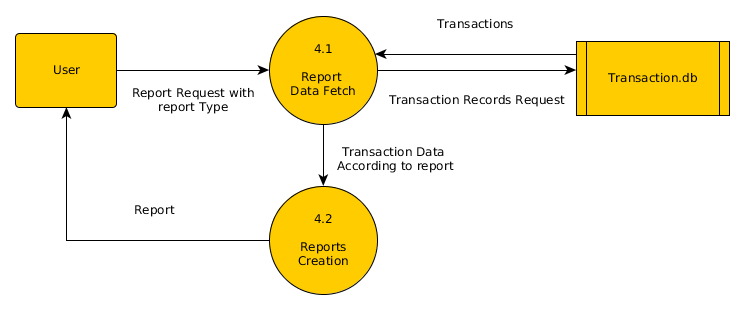 Transactions
4.1
Report
Data Fetch
User
Transaction.db
Report Request with
report Type
Transaction Records Request
Transaction Data
According to report
Report
4.2
Reports
Creation